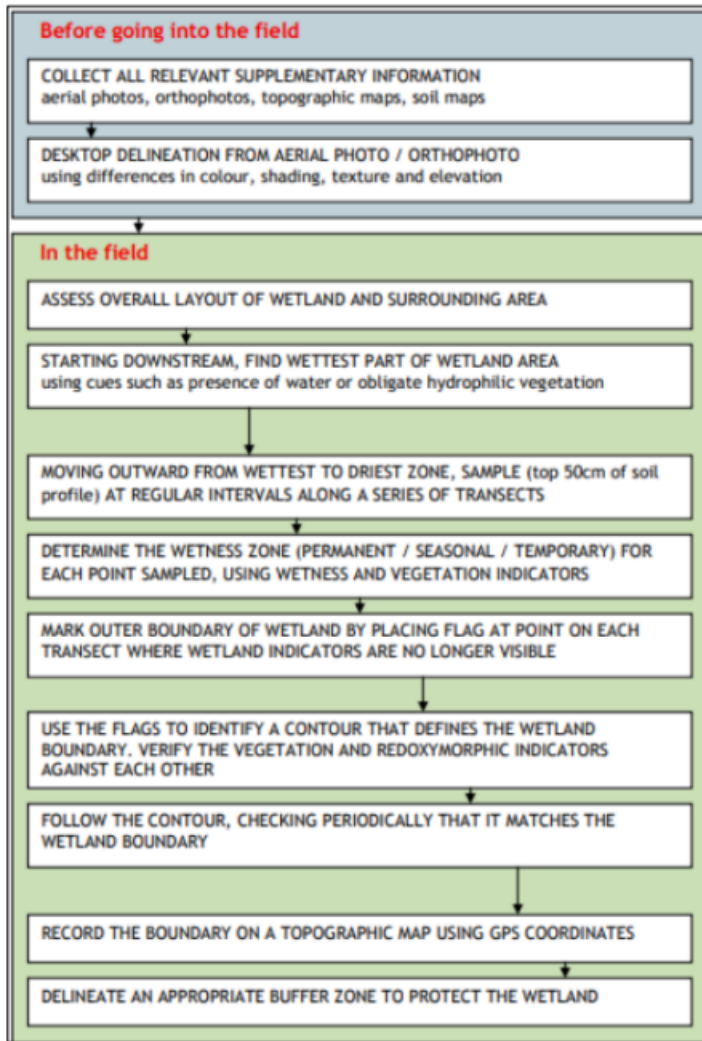 Before going into the field
COLLECT ALL RELEVANT SUPPLEMENTARY INFORMATION
aerial photos, orthophotos, topographic maps, soil maps
DESKTOP DELINEATION FROM AERIAL PHOTO / ORTHOPHOTO
using differences in colour, shading, texture and elevation
In the field
ASSESS OVERALL LAYOUT OF WETLAND AND SURROUNDING AREA
STARTING DOWNSTREAM, FIND WETTEST PART OF WETLAND AREA
using cues such as presence of water or obligate hydrophilic vegetation
MOVING OUTWARD FROM WETTEST TO DRIEST ZONE, SAMPLE (top 50cm of soil
profile) AT REGULAR INTERVALS ALONG A SERIES OF TRANSECTS
DETERMINE THE WETNESS ZONE (PERMANENT / SEASONAL / TEMPORARY) FOR
EACH POINT SAMPLED, USING WETNESS AND VEGETATION INDICATORS
MARK OUTER BOUNDARY OF WETLAND BY PLACING FLAG AT POINT ON EACH
TRANSECT WHERE WETLAND INDICATORS ARE NO LONGER VISIBLE
USE THE FLAGS TO IDENTIFY A CONTOUR THAT DEFINES THE WETLAND
BOUNDARY. VERIFY THE VEGETATION AND REDOXYMORPHIC INDICATORS
AGAINST EACH OTHER
FOLLOW THE CONTOUR, CHECKING PERIODICALLY THAT IT MATCHES THE
WETLAND BOUNDARY
RECORD THE BOUNDARY ON A TOPOGRAPHIC MAP USING GPS COORDINATES
DELINEATE AN APPROPRIATE BUFFER ZONE TO PROTECT THE WETLAND